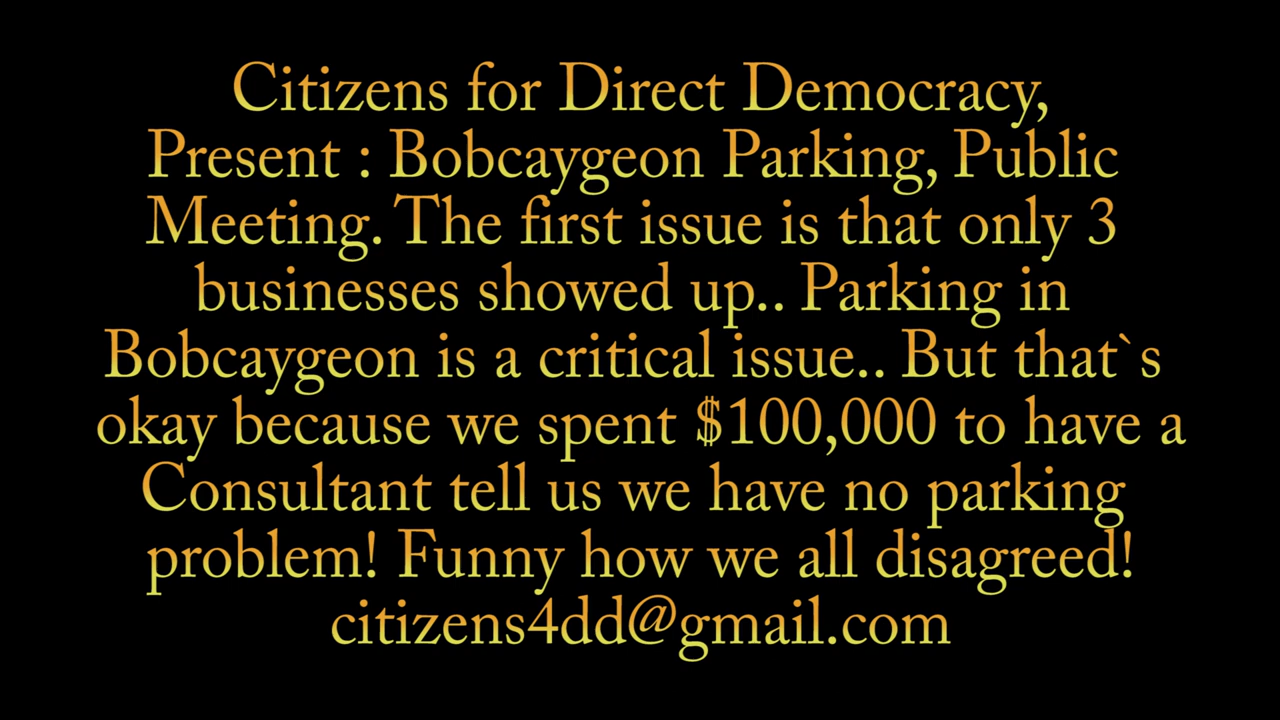 Citizens for Direct Democracy,
Present : Bobcaygeon Parking, Public
Meeting. The first issue is that only 3
businesses showed up.. Parking in
Bobcaygeon is a critical issue.. But that`s
okay because we spent $100,000 to have a
Consultant tell us we have no parking
problem! Funny how we all disagreed!
citizens4dd@gmail.com